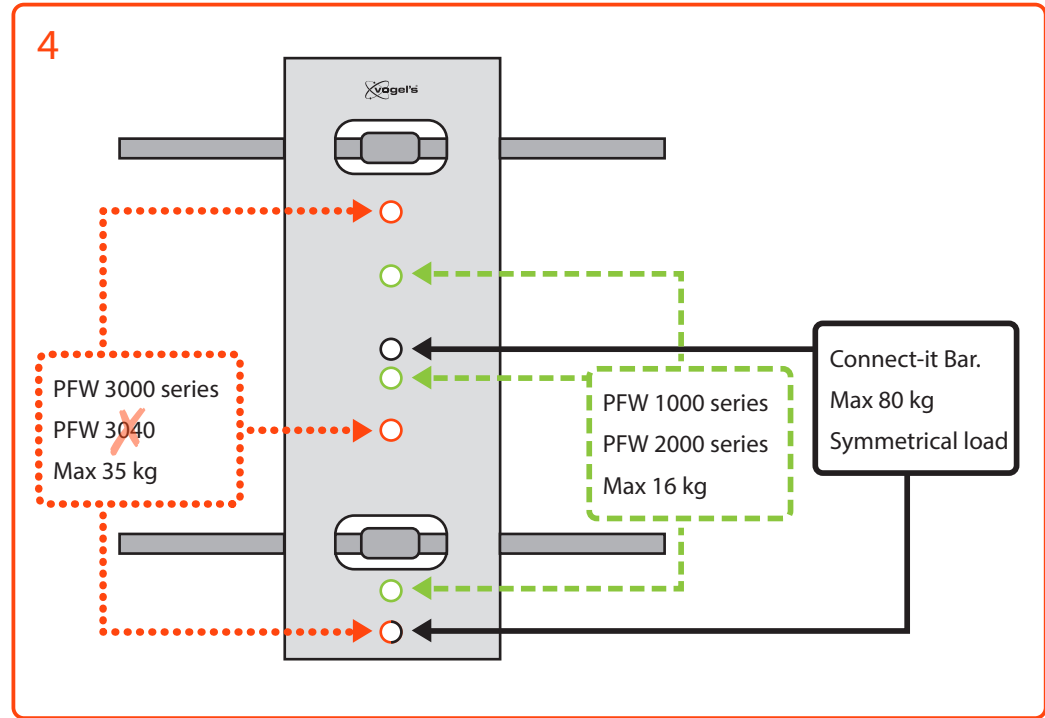 4
vogel's
PFW 3000 series
PFW 3040
Max 35 kg
PFW 1000 series
PFW 2000 series
Max 16 kg
Connect-it Bar.
Max 80 kg
Symmetrical load